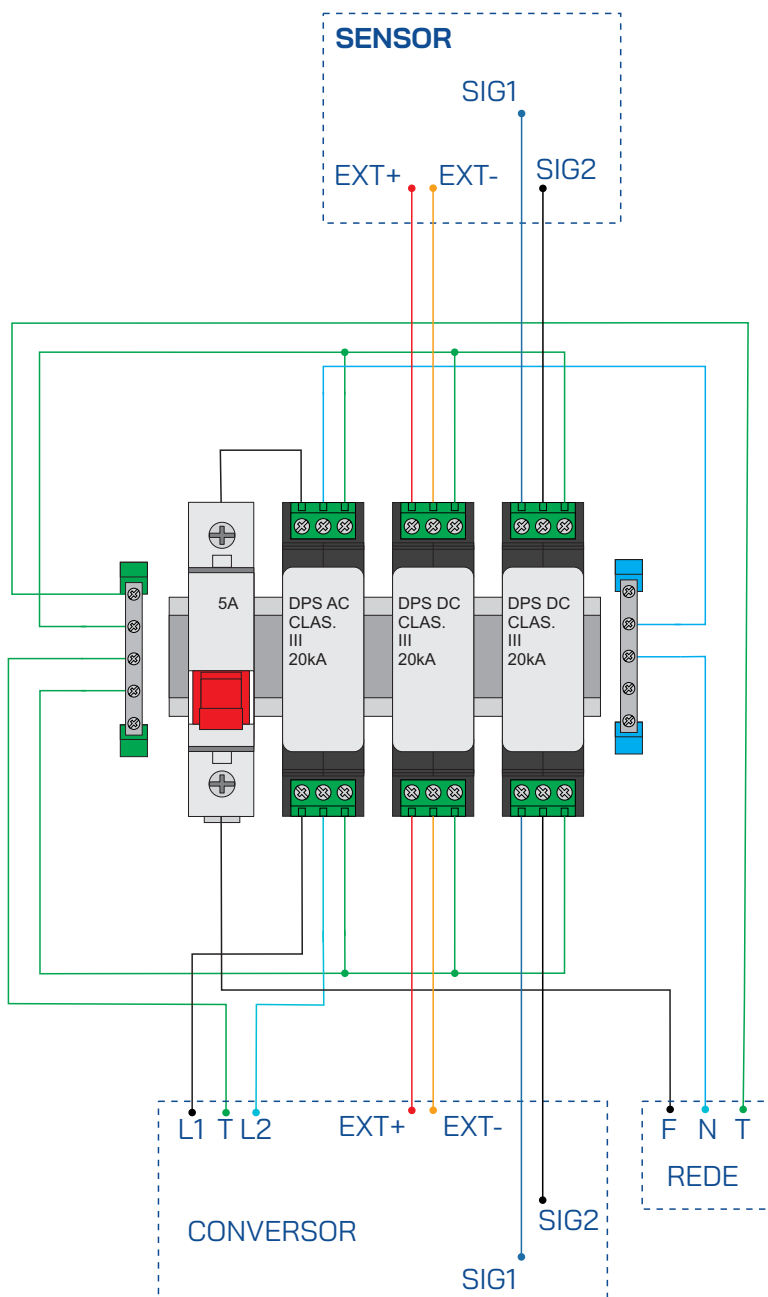 SENSOR
SIG1
EXT+ EXT- SIG2
5A
DPS AC
CLAS.
III
20kA
DPS DC
CLAS.
III
20kA
DPS DC
CLAS.
III
20kA
L1 T L2
EXT+ EXT-
F N T
REDE
CONVERSOR
SIG2
SIG1